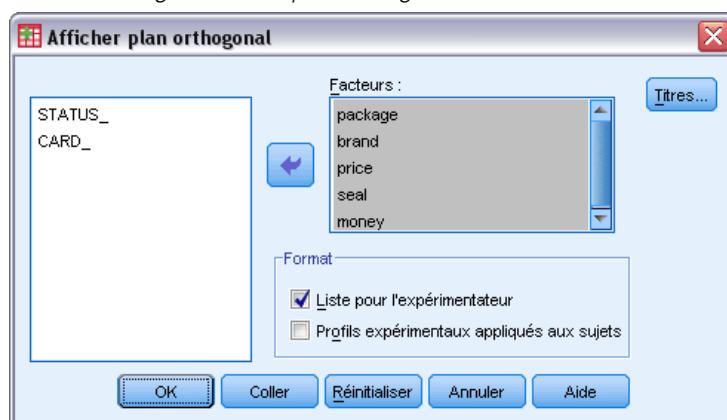 Afficher plan orthogonal
Facteurs :
Titres...
STATUS_
CARD_
package
brand
price
seal
money
Format
Liste pour l'expérimentateur
Profils expérimentaux appliqués aux sujets
OK
Coller
Réinitialiser
Annuler
Aide